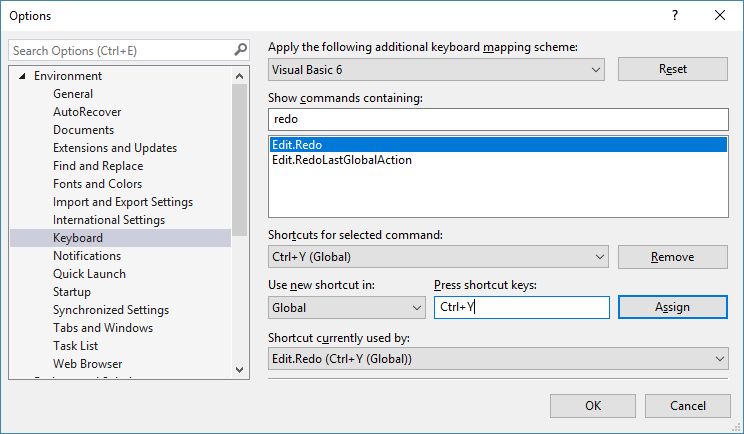 Options
?
Search Options (Ctrl+E)
Environment
General
AutoRecover
Documents
Extensions and Updates
Find and Replace
Fonts and Colors
Import and Export Settings
International Settings
Keyboard
Notifications
Quick Launch
Startup
Synchronized Settings
Tabs and Windows
Task List
Web Browser
Apply the following additional keyboard mapping scheme:
Visual Basic 6
Reset
Show commands containing:
redo
Edit.Redo
Edit.RedoLastGlobalAction
Shortcuts for selected command:
Ctrl+Y (Global)
Remove
Use new shortcut in:
Press shortcut keys:
Global
Ctrl+Y
Assign
Shortcut currently used by:
Edit.Redo (Ctrl+Y (Global))
OK
Cancel